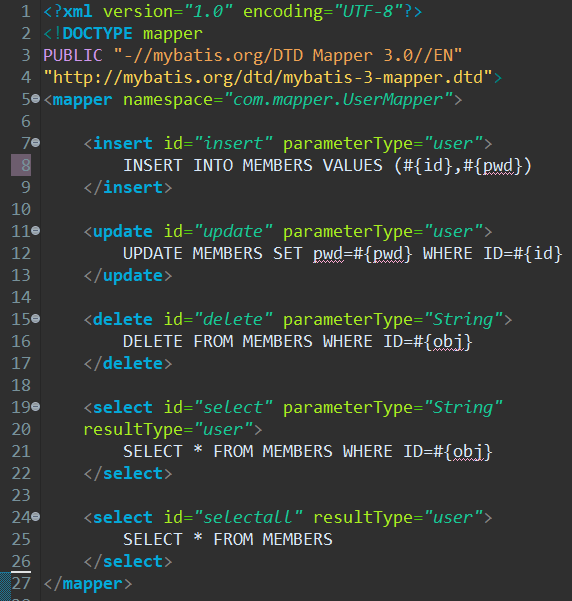 1 <?xml version="1.0" encoding="UTF-8"?>
2 <!DOCTYPE mapper
3 PUBLIC "-//mybatis.org/DTD Mapper 3.0//EN"
4 "http://mybatis.org/dtd/mybatis-3-mapper.dtd">
5 <mapper namespace="com.mapper.UserMapper">
6
7 <insert id="insert" parameterType="user">
8 INSERT INTO MEMBERS VALUES (#{id},#{pwd})
9 </insert>
10
11 <update id="update" parameterType="user">
12 UPDATE MEMBERS SET pwd=#{pwd} WHERE ID=#{id}
13 </update>
14
15 <delete id="delete" parameterType="String">
16 DELETE FROM MEMBERS WHERE ID=#{obj}
17 </delete>
18
19 <select id="select" parameterType="String"
20 resultType="user">
21 SELECT * FROM MEMBERS WHERE ID=#{obj}
22 </select>
23
24 <select id="selectall" resultType="user">
25 SELECT * FROM MEMBERS
26 </select>
27 </mapper>